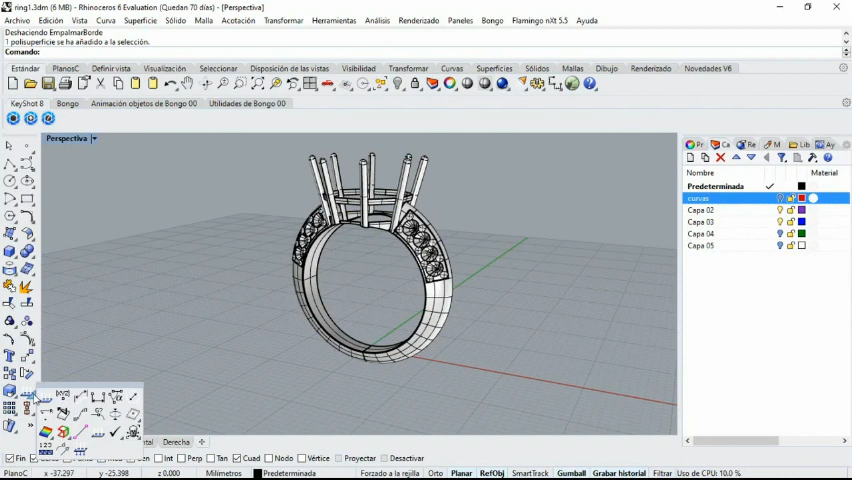 ring1.3dm (6 MB) - Rhinoceros 6 Evaluation (Quedan 70 días) - [Perspectiva]
Archivo Edición Vista Curva Superficie Sólido Malla Acotación Transformar Herramientas Análisis Renderizado Paneles Bongo Flamingo nXt 5.5 Ayuda
Deshaciendo EmpalmarBorde
1 polisuperficie se ha añadido a la selección.
Comando:
Estándar PlanosC Disposición de las vistas Visualización Seleccionar Visibilidad Transformar Curvas Superficies Sólidos Mallas Dibujo Renderizado Novedades V6
KeyShot 8 Bongo Animación objetos de Bongo 00 Utilidades de Bongo 00
Perspectiva
Pr Ca Re M Lib Ay
Nombre Material
Predeterminada
curvas
Capa 02
Capa 03
Capa 04
Capa 05
Derecha
Fin Int Perp Tan Cuad Nodo Vértice Proyectar Desactivar
PlanoC x -37.297 y -25.398 z 0.000 Milímetros Predeterminada Forzado a la rejilla Orto Planar RefObj SmartTrack Gumball Grabar historial Filtrar Uso de CPU: 10.0 %